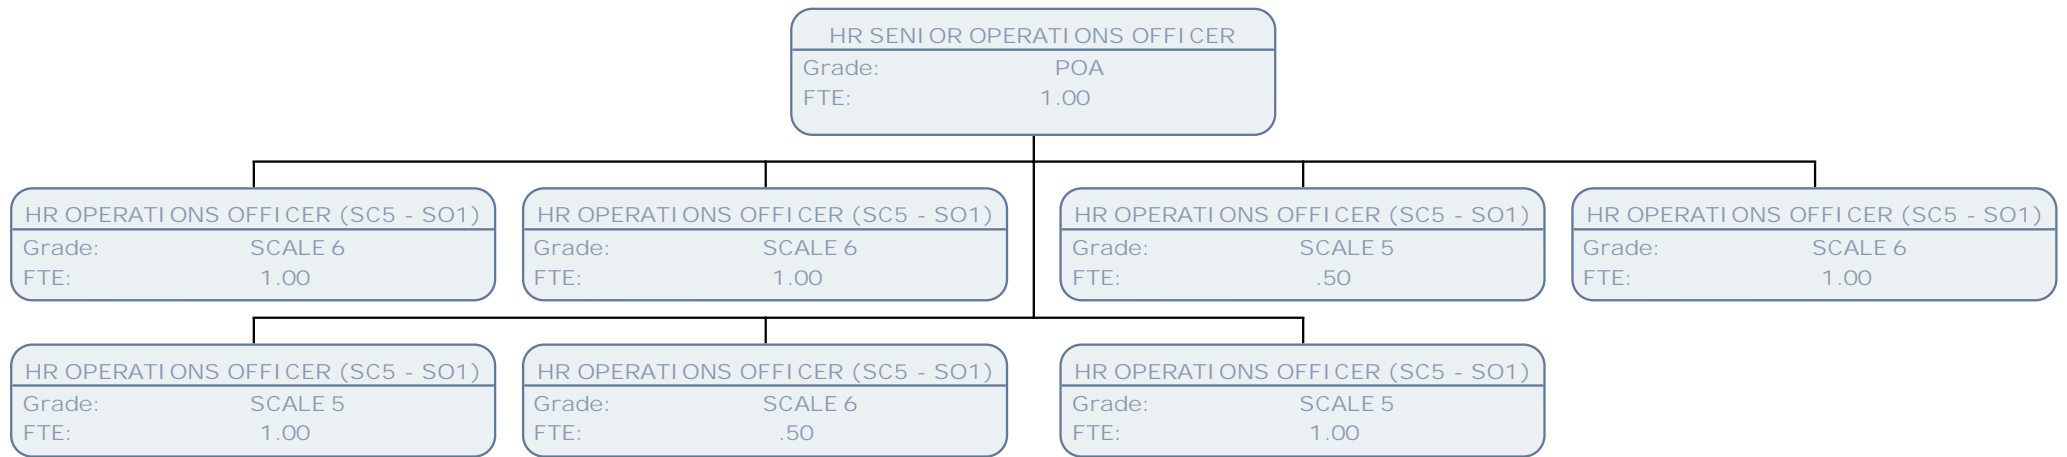 HR SENIOR OPERATIONS OFFICER
Grade: POA
FTE: 1.00
HR OPERATIONS OFFICER (SC5 - SO1)
Grade: SCALE 6
FTE: 1.00
HR OPERATIONS OFFICER (SC5 - SO1)
Grade: SCALE 6
FTE: 1.00
HR OPERATIONS OFFICER (SC5 - SO1)
Grade: SCALE 5
FTE: .50
HR OPERATIONS OFFICER (SC5 - SO1)
Grade: SCALE 6
FTE: 1.00
HR OPERATIONS OFFICER (SC5 - SO1)
Grade: SCALE 5
FTE: 1.00
HR OPERATIONS OFFICER (SC5 - SO1)
Grade: SCALE 6
FTE: .50
HR OPERATIONS OFFICER (SC5 - SO1)
Grade: SCALE 5
FTE: 1.00